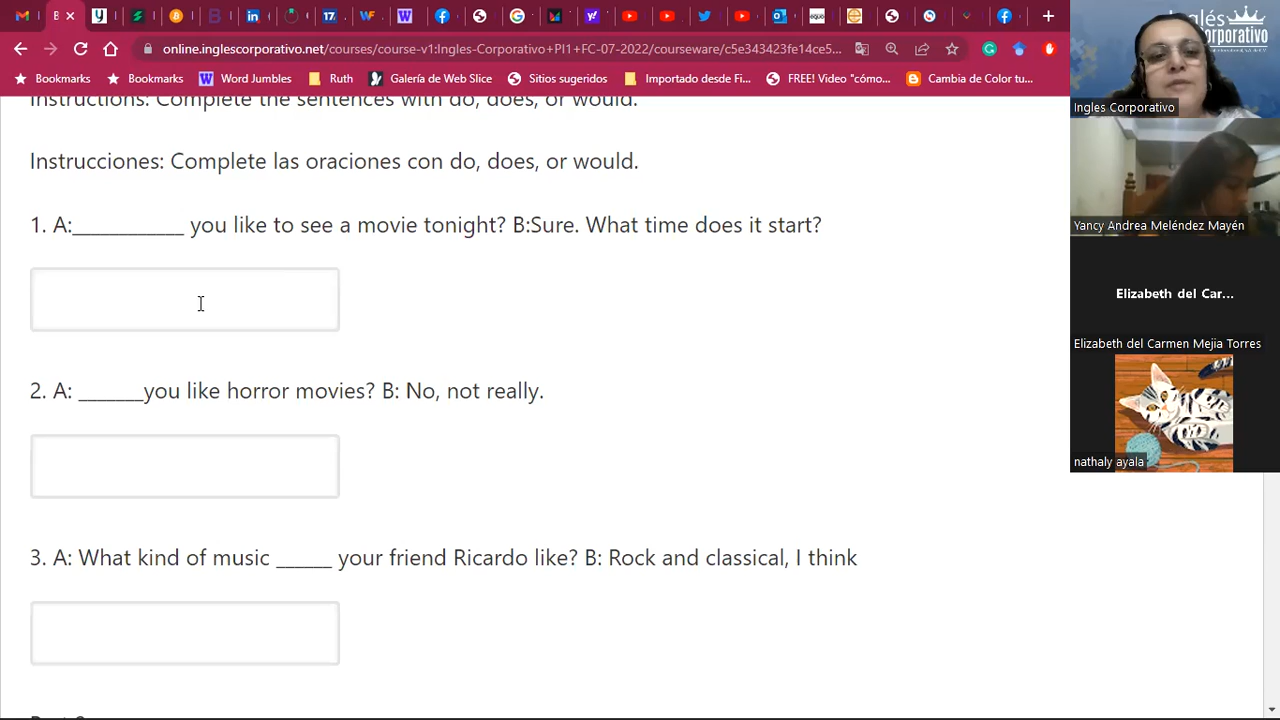 online.inglescorporativo.net/courses/course-v1:Ingles-Corporativo+PI1+FC-07-2022/courseware/c5e343423fe14ce5...
Bookmarks Bookmarks Word Jumbles Ruth Galería de Web Slice Sitios sugeridos Importado desde Fi... FREE! Video "cómo... Cambia de Color tu...
Instructions: Complete the sentences with do, does, or would.
Instrucciones: Complete las oraciones con do, does, or would.
1. A:____________ you like to see a movie tonight? B:Sure. What time does it start?
2. A: _______you like horror movies? B: No, not really.
3. A: What kind of music ______ your friend Ricardo like? B: Rock and classical, I think
Inglés
Corporativo
Ingles Corporativo
Yancy Andrea Meléndez Mayén
Elizabeth del Car...
Elizabeth del Carmen Mejia Torres
nathaly ayala